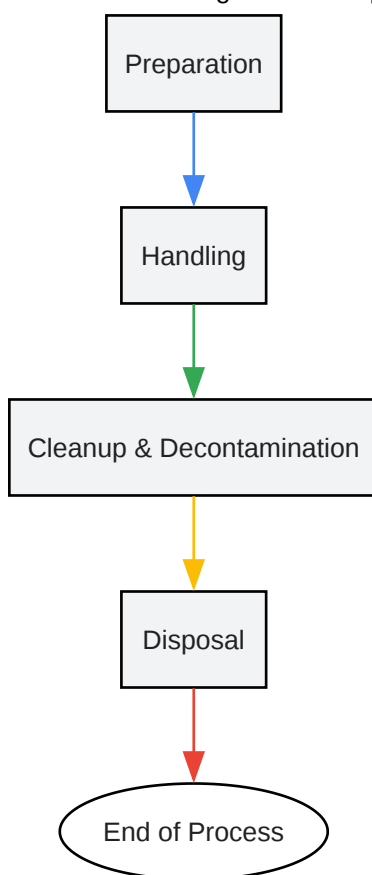 Preparation
Handling
Cleanup & Decontamination
Disposal
End of Process